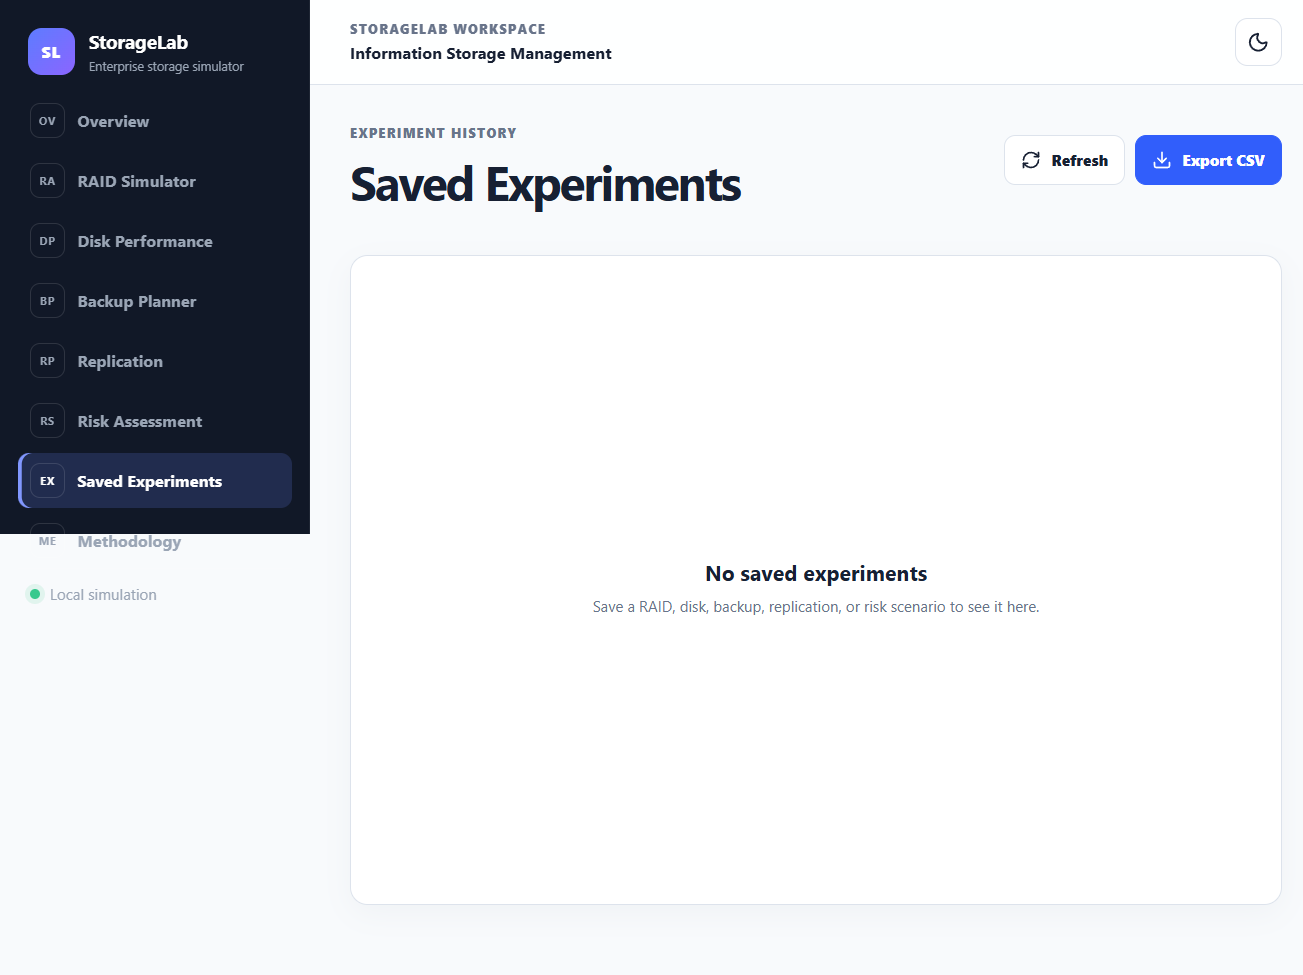 SL
StorageLab
Enterprise storage simulator
OV Overview
RA RAID Simulator
DP Disk Performance
BP Backup Planner
RP Replication
RS Risk Assessment
EX Saved Experiments
ME Methodology
Local simulation
STORAGELAB WORKSPACE
Information Storage Management
EXPERIMENT HISTORY
Saved Experiments
Refresh
Export CSV
No saved experiments
Save a RAID, disk, backup, replication, or risk scenario to see it here.